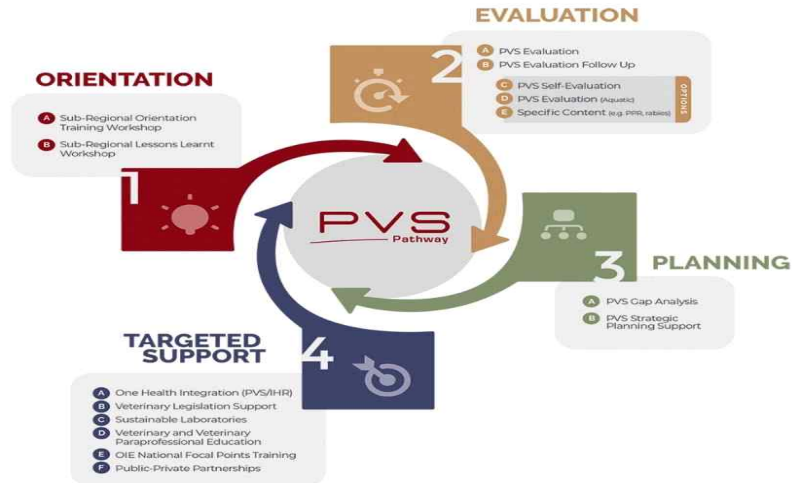 ORIENTATION
A Sub-Regional Orientation
Training Workshop
B Sub-Regional Lessons Learnt
Workshop
1
EVALUATION
2
A PVS Evaluation
B PVS Evaluation Follow Up
C PVS Self-Evaluation
D PVS Evaluation (Aquatic)
E Specific Content (e.g. PPR, rabies)
OPTIONS
PVS
Pathway
3
PLANNING
A PVS Gap Analysis
B PVS Strategic
Planning Support
TARGETED
SUPPORT
4
A One Health Integration (PVS/IHR)
B Veterinary Legislation Support
C Sustainable Laboratories
D Veterinary and Veterinary
Paraprofessional Education
E OIE National Focal Points Training
F Public-Private Partnerships